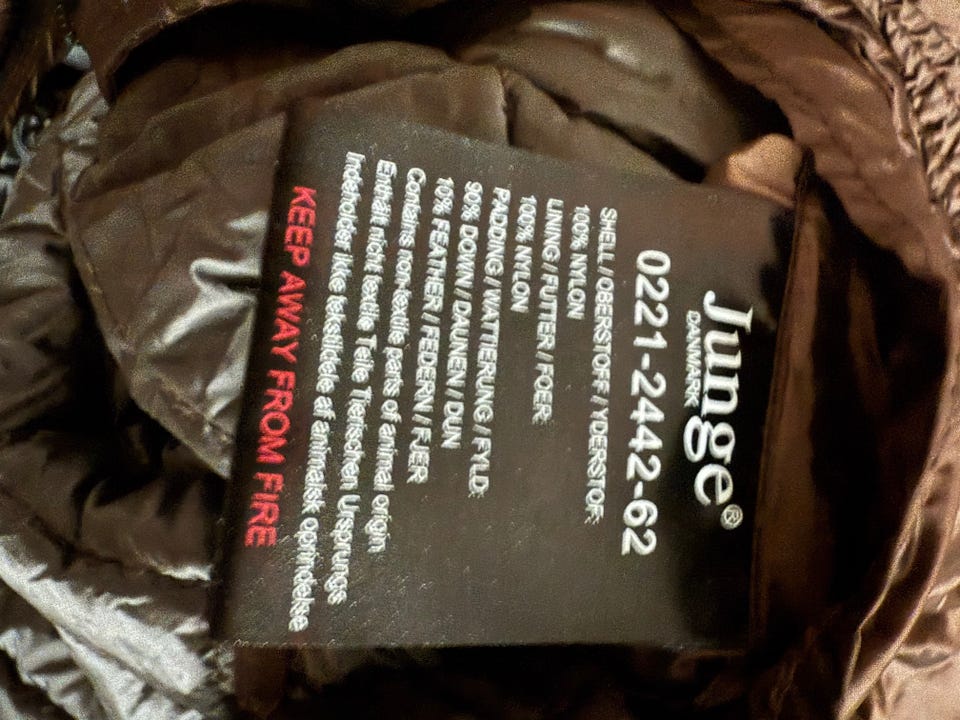 Junge®
DANMARK
0221-2442-62
SHELL / OBERSTOFF / YDERSTOF
100% NYLON
LINING / FUTTER / FOER
100% NYLON
PADDING / WATTIERUNG / FYLD
90% DOWN / DAUNEN / DUN
10% FEATHER / FEDERN / FJER
Contains non-textile parts of animal origin
Enthält nicht textile Teile Tierischen Ursprungs
Indeholder ikke tekstildele af animalsk oprindelse
KEEP AWAY FROM FIRE